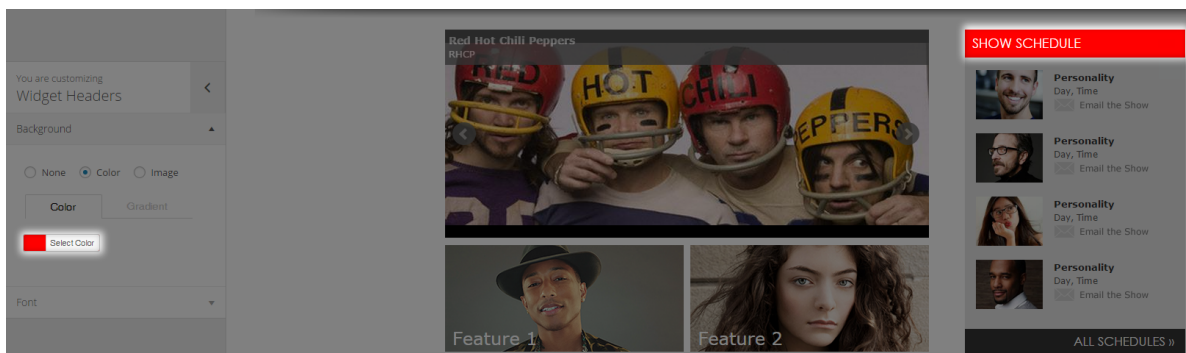 You are customizing
Widget Headers
Background
None
Color
Image
Color
Gradient
Select Color
Font
Red Hot Chili Peppers
RHCP
RED
HOT
CHILI
PEPPERS
Feature 1
Feature 2
SHOW SCHEDULE
Personality
Day, Time
Email the Show
Personality
Day, Time
Email the Show
Personality
Day, Time
Email the Show
Personality
Day, Time
Email the Show
ALL SCHEDULES »